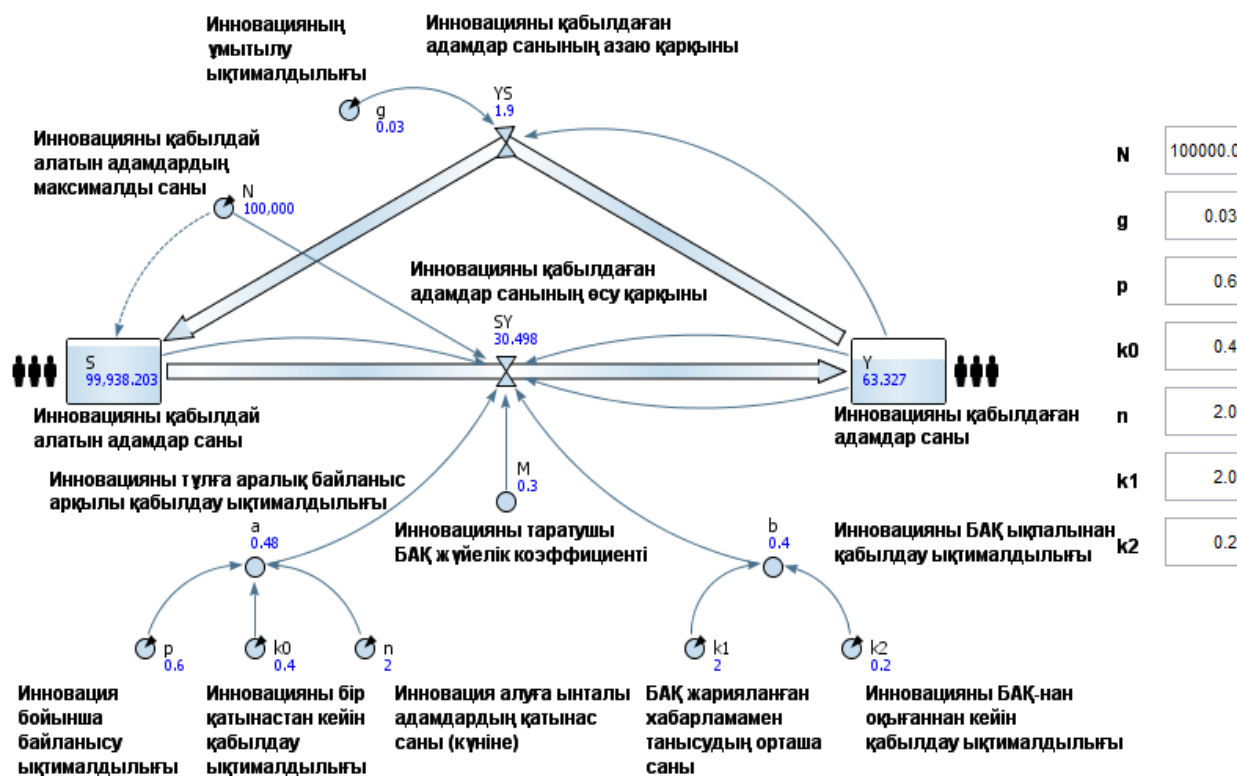 Инновацияның
ұмытылу
ықтималдылығы
Инновацияны қабылдаған
адамдар санының азаю қарқыны
YS
1.9
g
0.03
Инновацияны қабылдай
алатын адамдардың
максималды саны
N
100,000
Инновацияны қабылдаған
адамдар санының өсу қарқыны
SY
30.498
S
99,938.203
Y
63.327
Инновацияны қабылдай
алатын адамдар саны
Инновацияны қабылдаған
адамдар саны
Инновацияны тұлға аралық байланыс
арқылы қабылдау ықтималдылығы
a
0.48
M
0.3
Инновацияны таратушы
БАҚ жүйелік коэффициенті
b
0.4
Инновацияны БАҚ ықпалынан
қабылдау ықтималдылығы
p
0.6
k0
0.4
n
2
k1
2
k2
0.2
Инновация
бойынша
байланысу
ықтималдылығы
Инновацияны бір
қатынастан кейін
қабылдау
ықтималдылығы
Инновация алуға ынталы
адамдардың қатынас
саны (күніне)
БАҚ жарияланған
хабарламамен
танысудың орташа
саны
Инновацияны БАҚ-нан
оқығаннан кейін
қабылдау ықтималдылығы
N 100000.0
g 0.03
p 0.6
k0 0.4
n 2.0
k1 2.0
k2 0.2